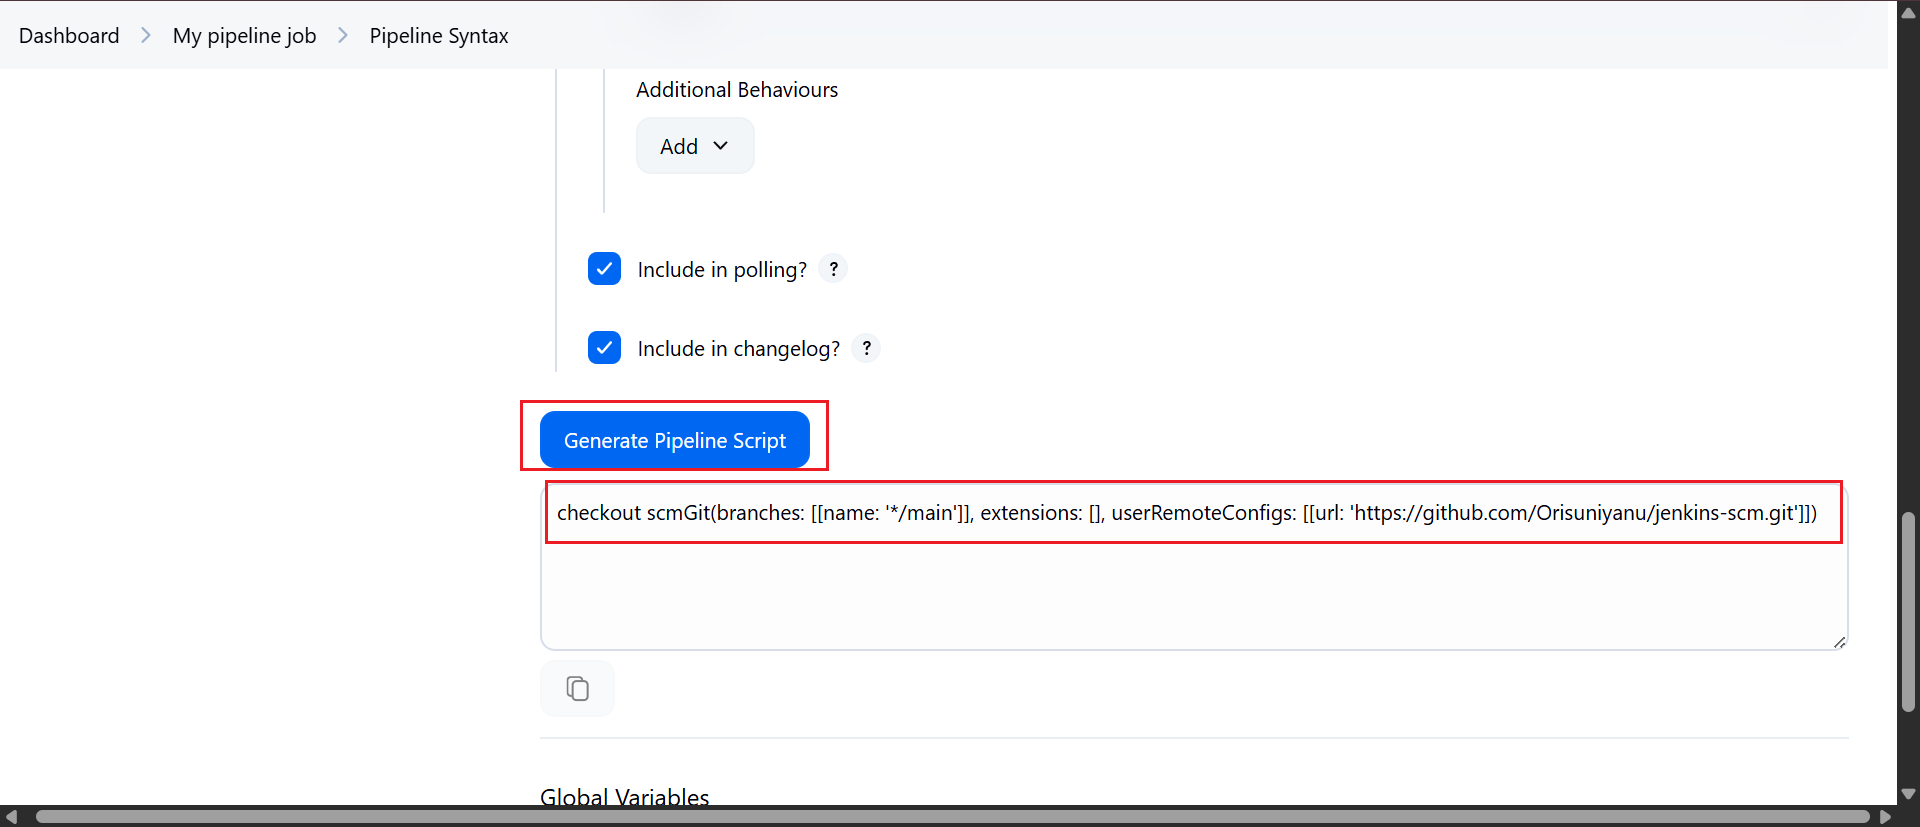 Dashboard > My pipeline job > Pipeline Syntax
Additional Behaviours
Add
Include in polling? ?
Include in changelog? ?
Generate Pipeline Script
checkout scmGit(branches: [[name: '*/main']], extensions: [], userRemoteConfigs: [[url: 'https://github.com/Orisuniyanu/jenkins-scm.git']])
Global Variables